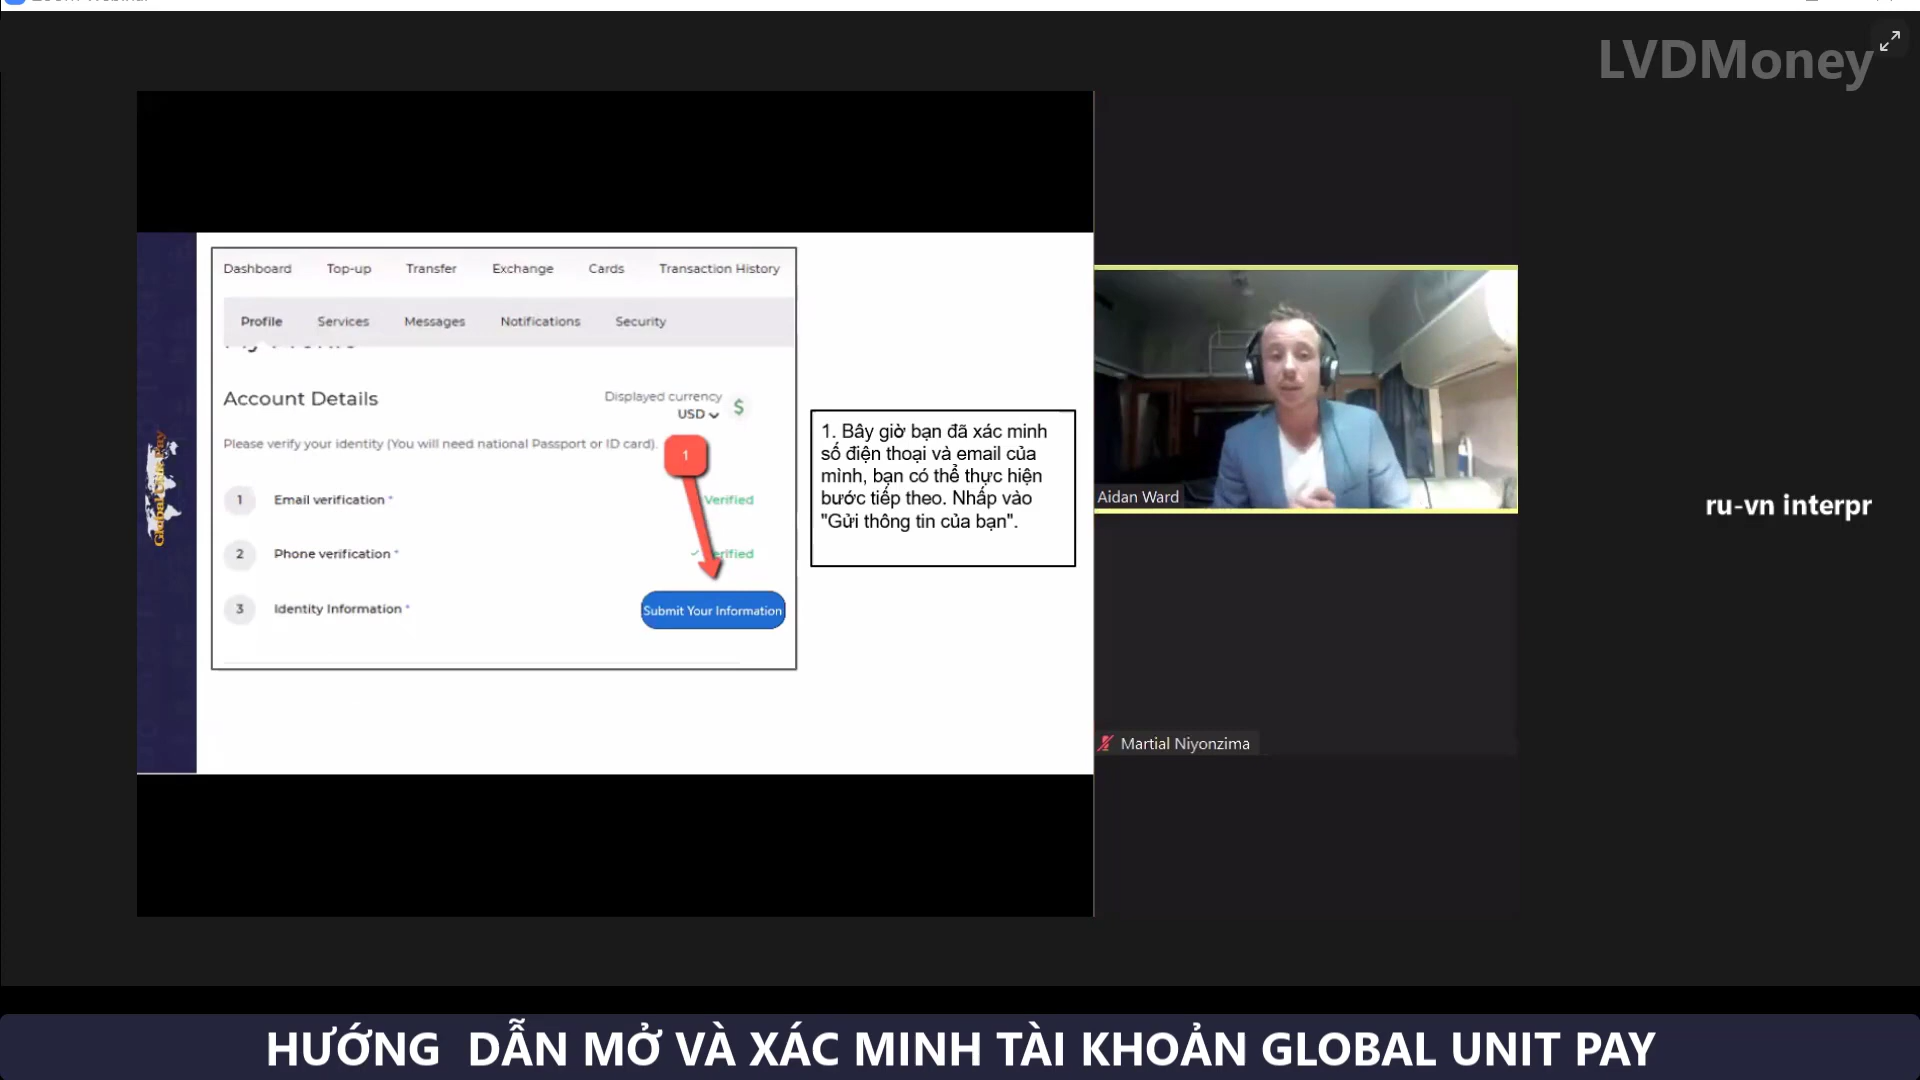 LVDMoney
Dashboard Top-up Transfer Exchange Cards Transaction History
Profile Services Messages Notifications Security
Account Details
Displayed currency
USD $
Please verify your identity (You will need national Passport or ID card).
1
1 Email verification * Verified
2 Phone verification *
3 Identity Information * Submit Your Information
Global Unit Pay
1. Bây giờ bạn đã xác minh
số điện thoại và email của
mình, bạn có thể thực hiện
bước tiếp theo. Nhấp vào
"Gửi thông tin của bạn".
Aidan Ward
ru-vn interpr
Martial Niyonzima
HƯỚNG DẪN MỞ VÀ XÁC MINH TÀI KHOẢN GLOBAL UNIT PAY